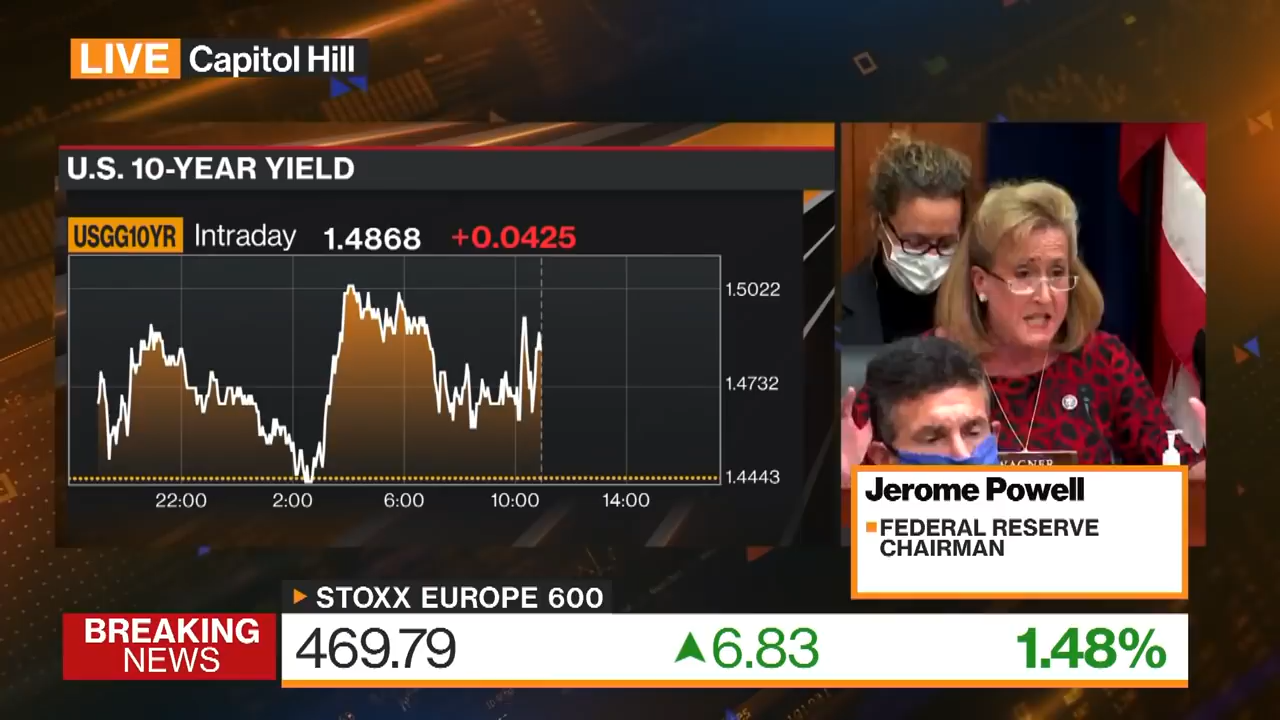 LIVE Capitol Hill
U.S. 10-YEAR YIELD
USGG10YR Intraday 1.4868 +0.0425
1.5022
1.4732
1.4443
22:00 2:00 6:00 10:00 14:00
WAGNER
Jerome Powell
FEDERAL RESERVE
CHAIRMAN
STOXX EUROPE 600
BREAKING
NEWS
469.79 6.83 1.48%